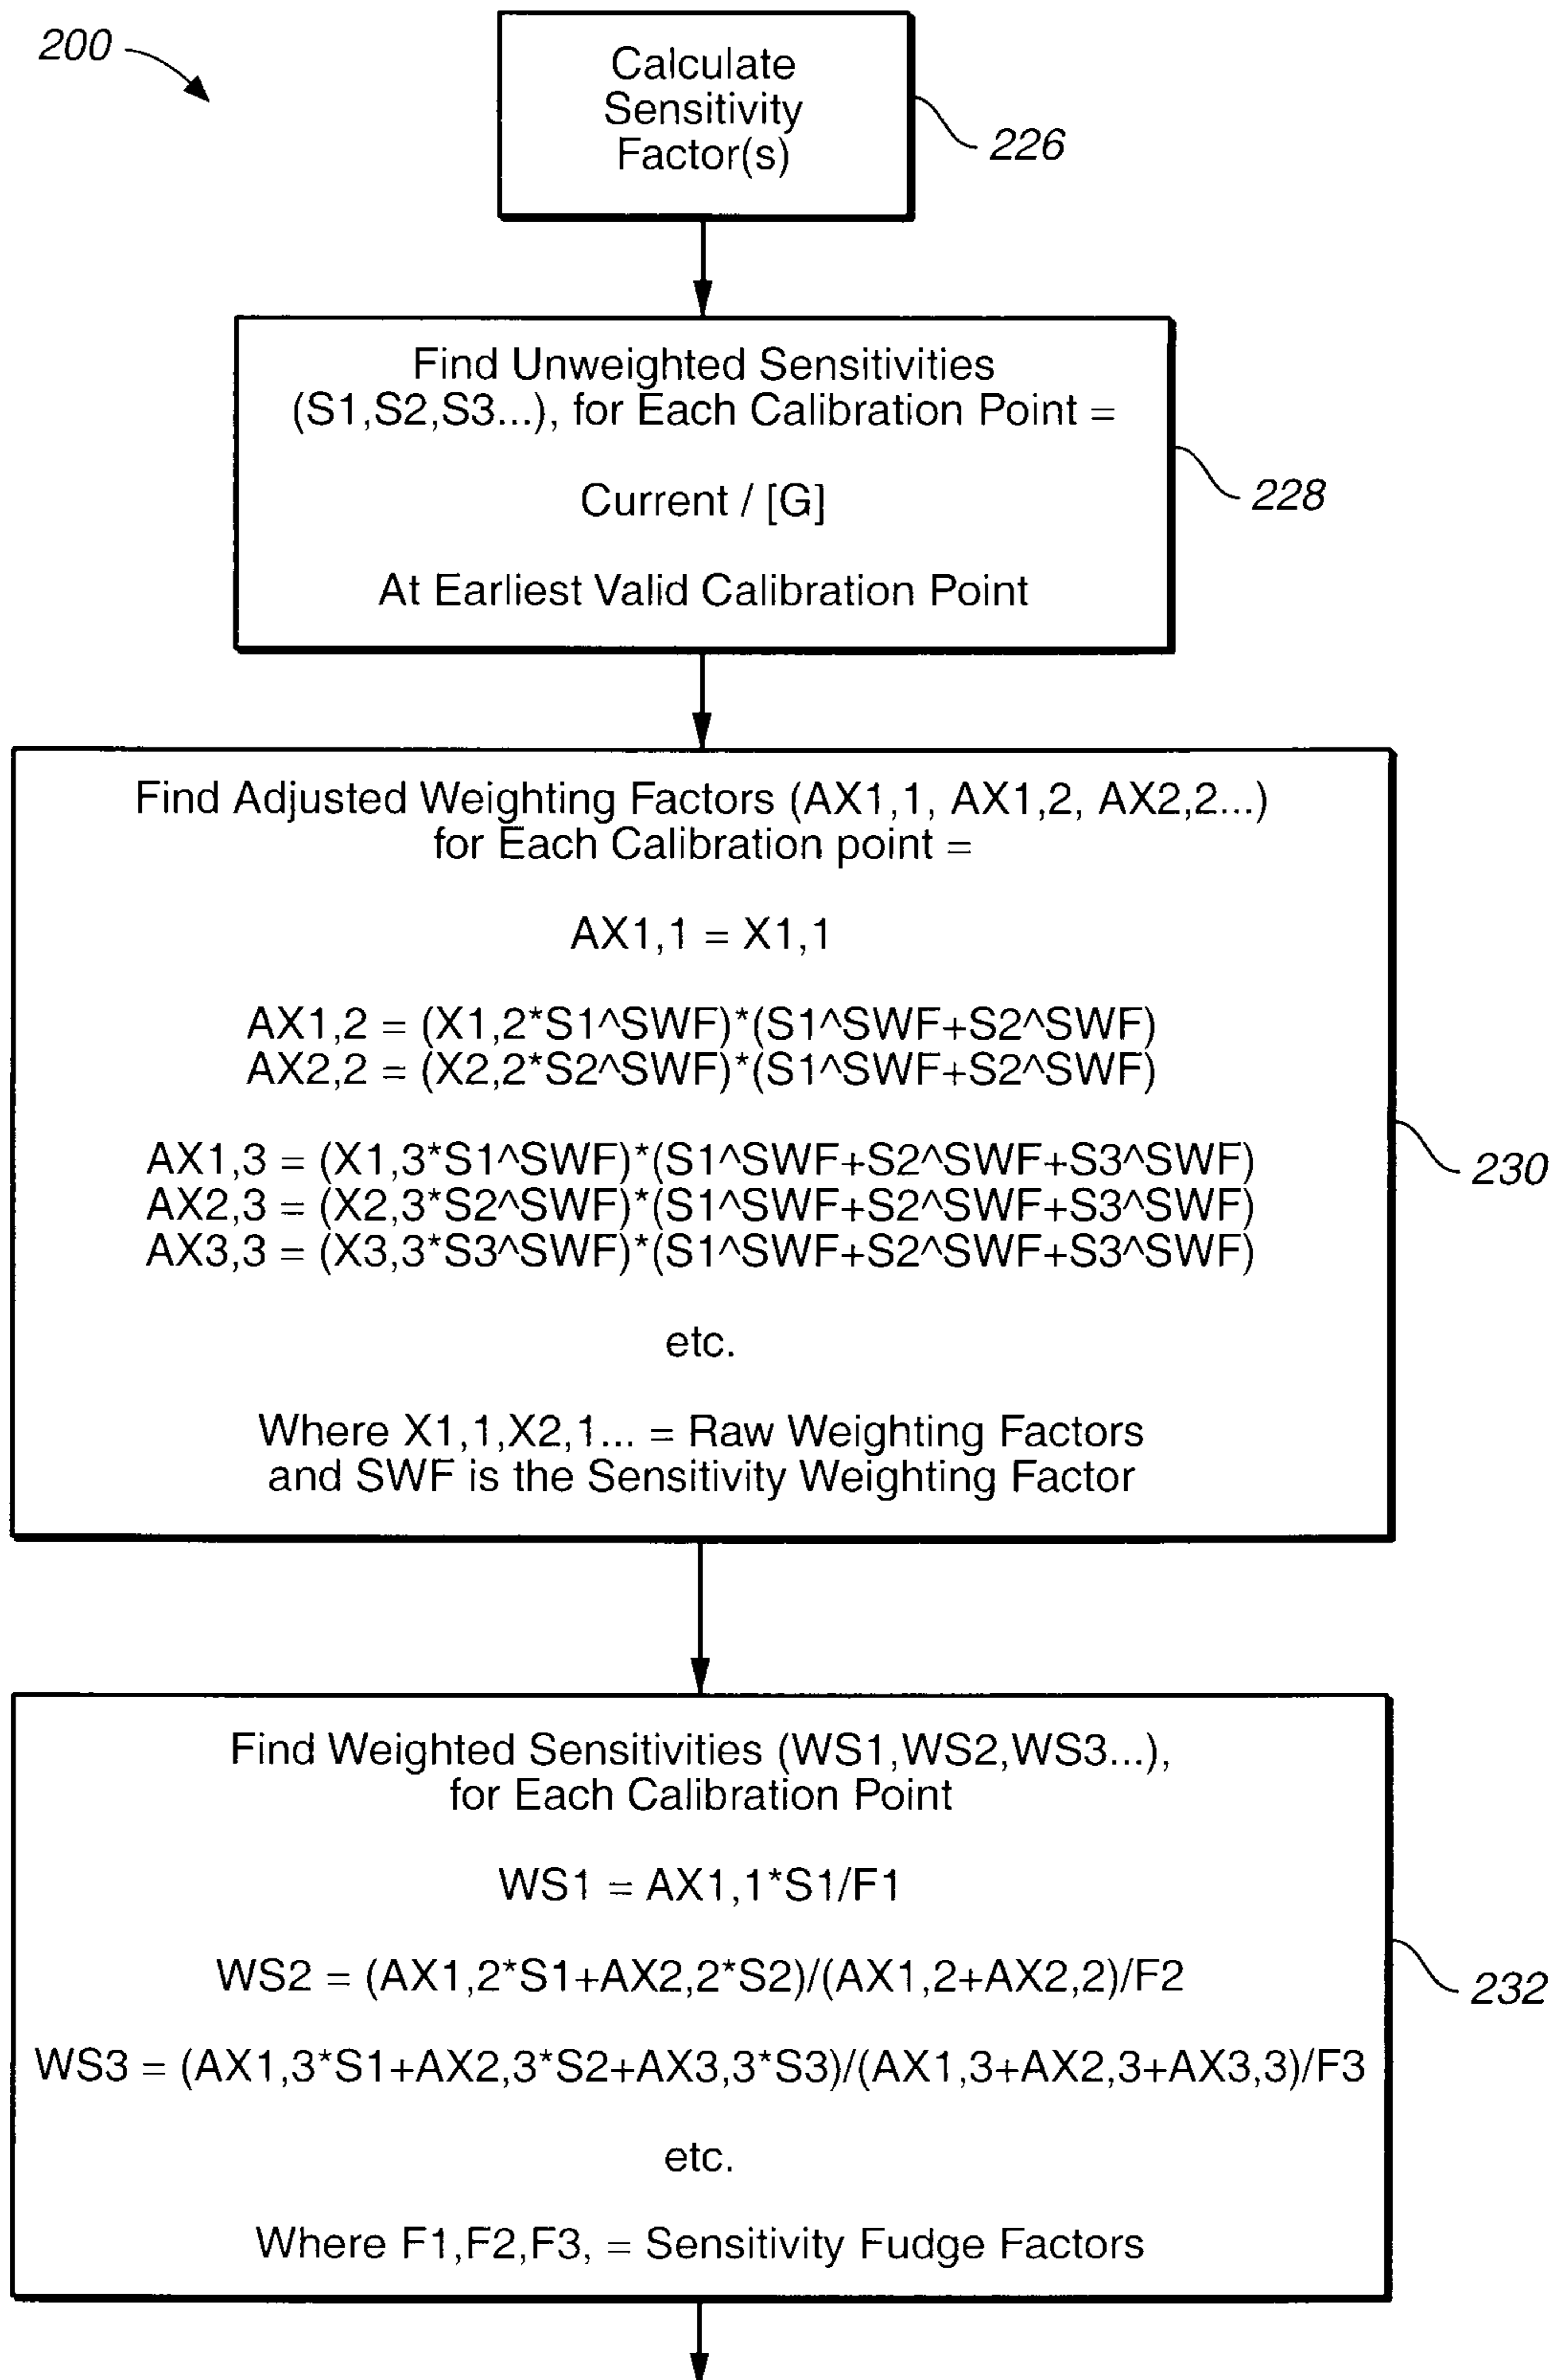 200
Calculate
Sensitivity
Factor(s)
226
Find Unweighted Sensitivities
(S1,S2,S3...), for Each Calibration Point =
Current / [G]
At Earliest Valid Calibration Point
228
Find Adjusted Weighting Factors (AX1,1, AX1,2, AX2,2...)
for Each Calibration point =
AX1,1 = X1,1
AX1,2 = (X1,2*S1^SWF)*(S1^SWF+S2^SWF)
AX2,2 = (X2,2*S2^SWF)*(S1^SWF+S2^SWF)
AX1,3 = (X1,3*S1^SWF)*(S1^SWF+S2^SWF+S3^SWF)
AX2,3 = (X2,3*S2^SWF)*(S1^SWF+S2^SWF+S3^SWF)
AX3,3 = (X3,3*S3^SWF)*(S1^SWF+S2^SWF+S3^SWF)
etc.
Where X1,1,X2,1... = Raw Weighting Factors
and SWF is the Sensitivity Weighting Factor
230
Find Weighted Sensitivities (WS1,WS2,WS3...),
for Each Calibration Point
WS1 = AX1,1*S1/F1
WS2 = (AX1,2*S1+AX2,2*S2)/(AX1,2+AX2,2)/F2
WS3 = (AX1,3*S1+AX2,3*S2+AX3,3*S3)/(AX1,3+AX2,3+AX3,3)/F3
etc.
Where F1,F2,F3, = Sensitivity Fudge Factors
232